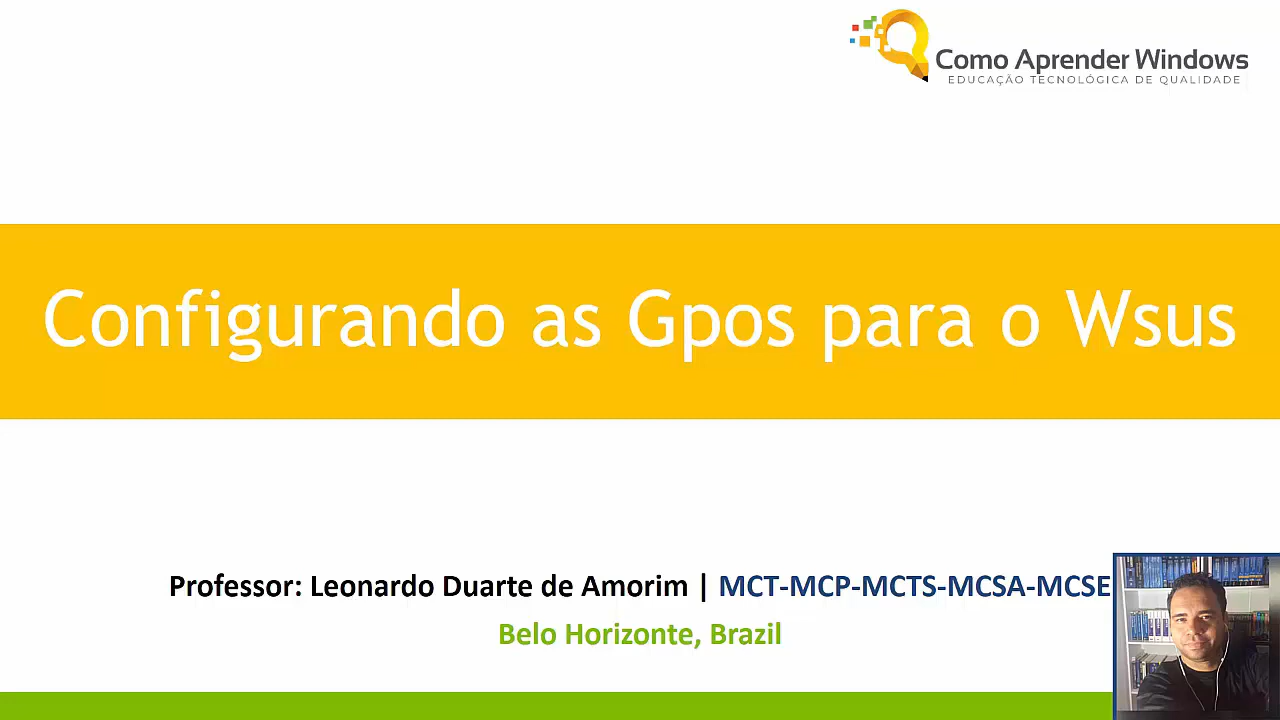 Como Aprender Windows
EDUCAÇÃO TECNOLÓGICA DE QUALIDADE
Configurando as Gpos para o Wsus
Professor: Leonardo Duarte de Amorim | MCT-MCP-MCTS-MCSA-MCSE
Belo Horizonte, Brazil